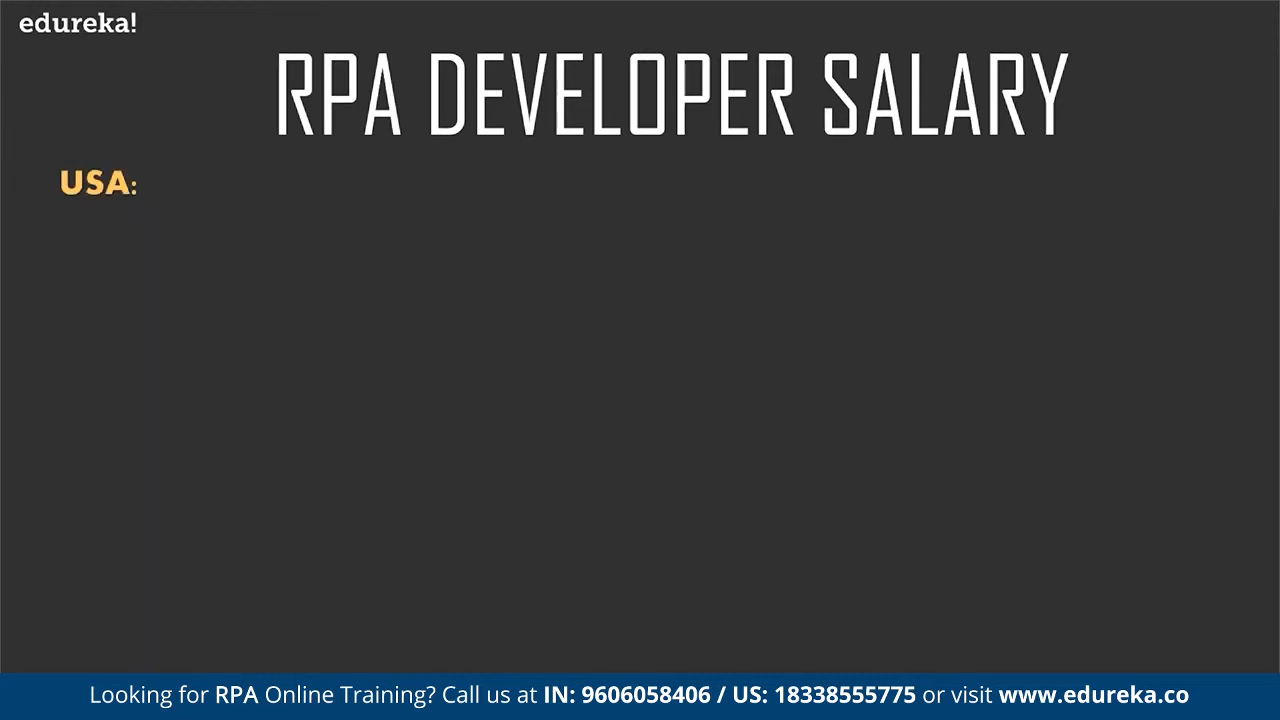 edureka!
RPA DEVELOPER SALARY
USA:
Looking for RPA Online Training? Call us at IN: 9606058406 / US: 18338555775 or visit www.edureka.co